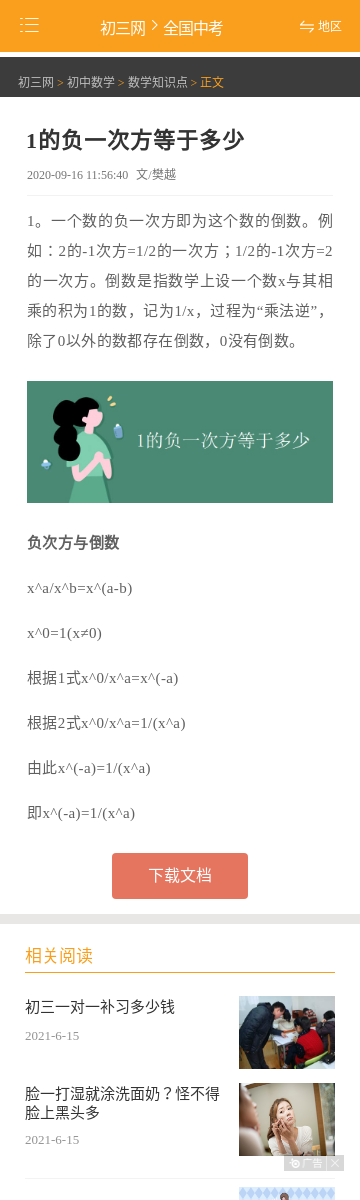 初三网 > 全国中考
地区
初三网 > 初中数学 > 数学知识点 > 正文
1的负一次方等于多少
2020-09-16 11:56:40 文/樊越
1。一个数的负一次方即为这个数的倒数。例
如：2的-1次方=1/2的一次方；1/2的-1次方=2
的一次方。倒数是指数学上设一个数x与其相
乘的积为1的数，记为1/x，过程为“乘法逆”，
除了0以外的数都存在倒数，0没有倒数。
1的负一次方等于多少
负次方与倒数
x^a/x^b=x^(a-b)
x^0=1(x≠0)
根据1式x^0/x^a=x^(-a)
根据2式x^0/x^a=1/(x^a)
由此x^(-a)=1/(x^a)
即x^(-a)=1/(x^a)
下载文档
相关阅读
初三一对一补习多少钱
2021-6-15
脸一打湿就涂洗面奶？怪不得
脸上黑头多
2021-6-15
广告